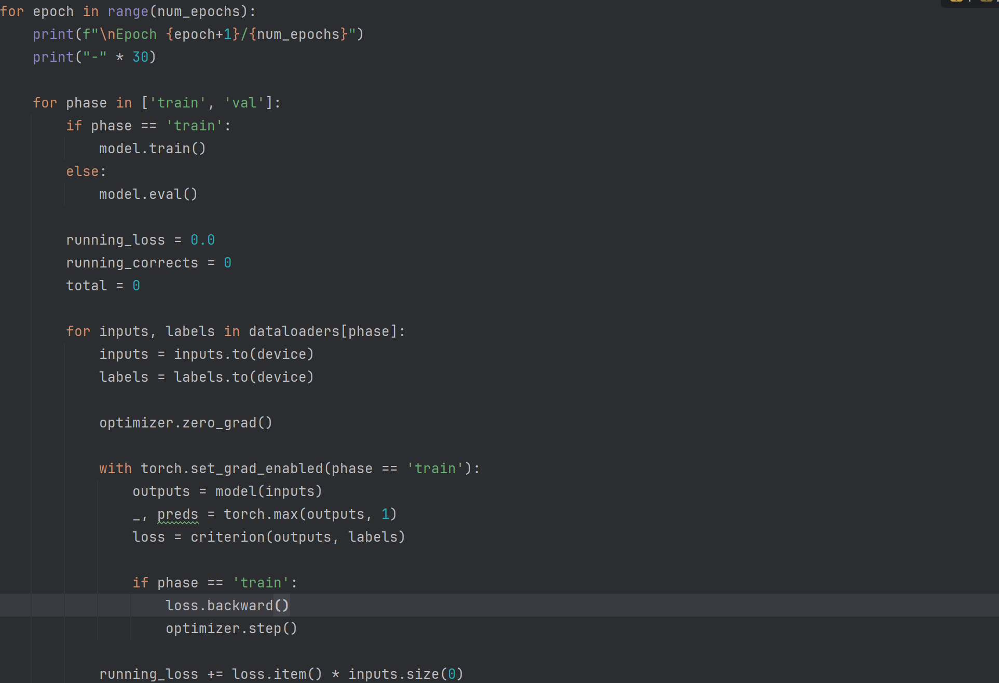 for epoch in range(num_epochs):
    print(f"\nEpoch {epoch+1}/{num_epochs}")
    print("-" * 30)

    for phase in ['train', 'val']:
        if phase == 'train':
            model.train()
        else:
            model.eval()

        running_loss = 0.0
        running_corrects = 0
        total = 0

        for inputs, labels in dataloaders[phase]:
            inputs = inputs.to(device)
            labels = labels.to(device)

            optimizer.zero_grad()

            with torch.set_grad_enabled(phase == 'train'):
                outputs = model(inputs)
                _, preds = torch.max(outputs, 1)
                loss = criterion(outputs, labels)

                if phase == 'train':
                    loss.backward()
                    optimizer.step()

            running_loss += loss.item() * inputs.size(0)